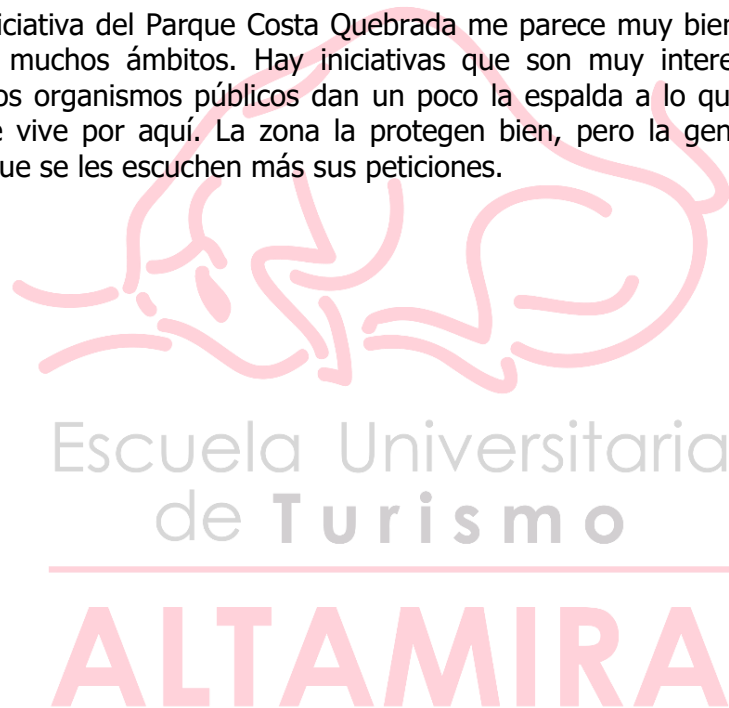 iciativa del Parque Costa Quebrada me parece muy bien
muchos ámbitos. Hay iniciativas que son muy intere
os organismos públicos dan un poco la espalda a lo qu
vive por aquí. La zona la protegen bien, pero la gen
que se les escuchen más sus peticiones.
Escuela Universitaria
de Turismo
ALTAMIRA